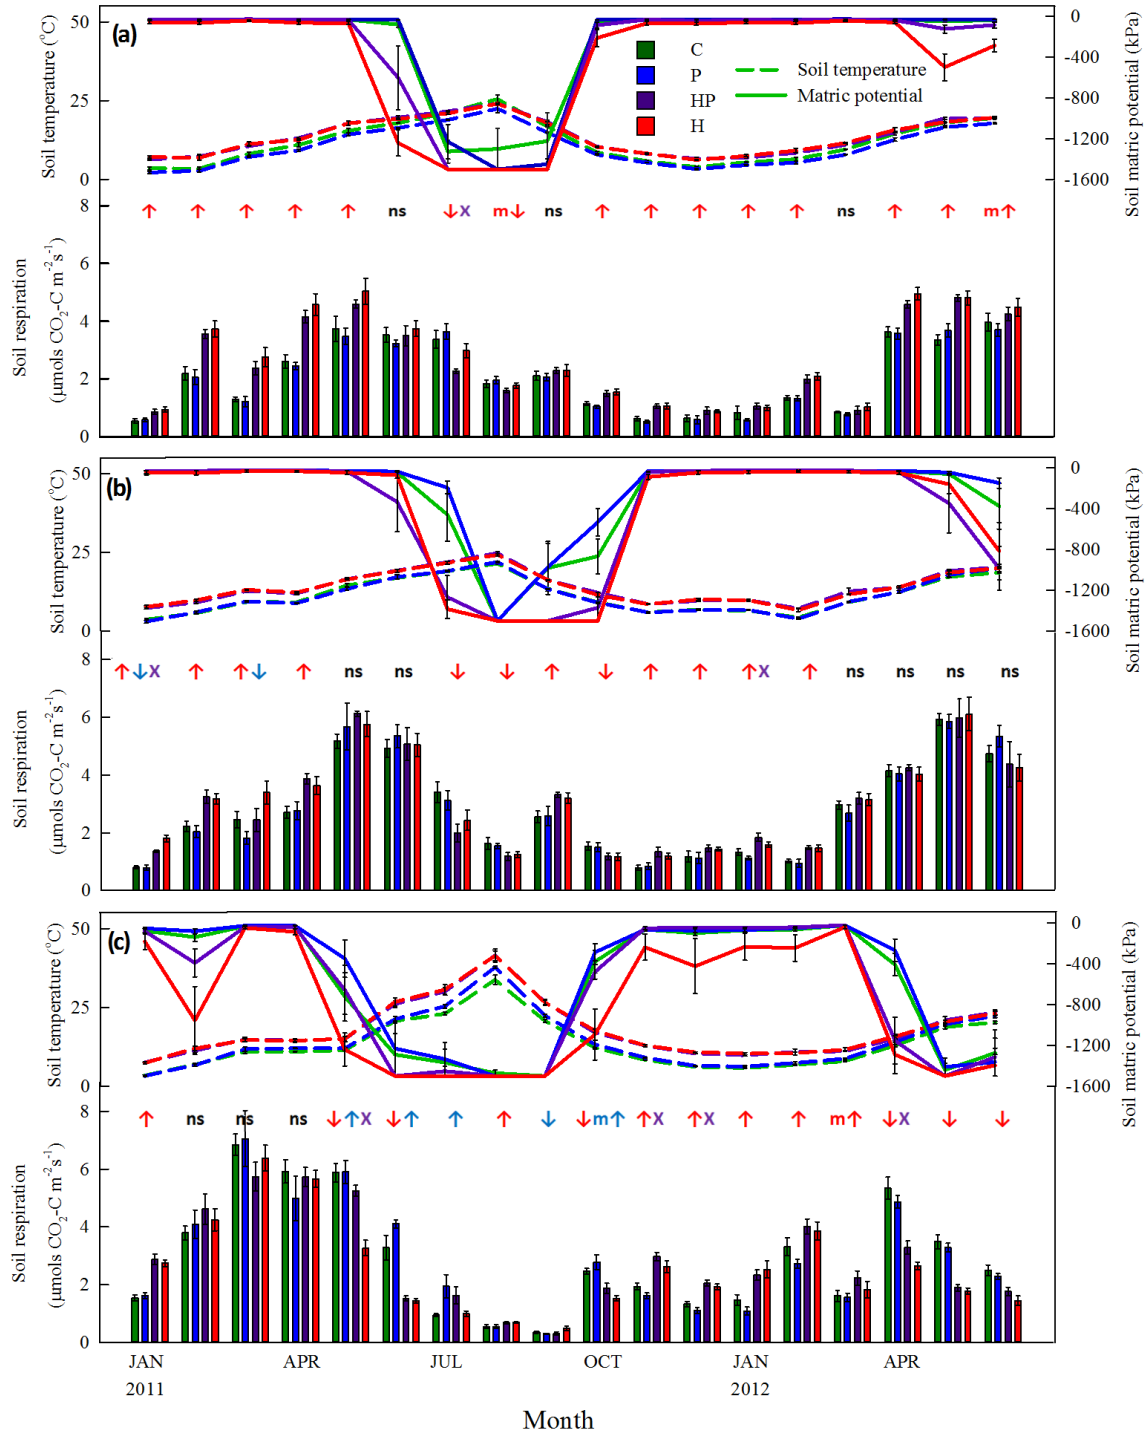 (a)
Soil temperature (°C)
50
25
0
0
-400
-800
-1200
-1600
Soil matric potential (kPa)
C
P
HP
H
Soil temperature
Matric potential
↑ ↑ ↑ ↑ ↑ ns ↓X m↓ ns ↑ ↑ ↑ ↑ ↑ ns ↑ ↑ m↑
Soil respiration
(µmols CO2-C m-2s-1)
8
6
4
2
0
(b)
Soil temperature (°C)
50
25
0
0
-400
-800
-1200
-1600
Soil matric potential (kPa)
↑↓X ↑ ↑↓ ↑ ns ns ↓ ↓ ↑ ↓ ↑ ↑ ↑X ↑ ns ns ns ns
Soil respiration
(µmols CO2-C m-2s-1)
8
6
4
2
0
(c)
Soil temperature (°C)
50
25
0
0
-400
-800
-1200
-1600
Soil matric potential (kPa)
↑ ns ns ns ↓↑X ↓↑ ↑ ↑ ↓ ↓m↑ ↑X ↑X ↑ ↑ m↑ ↓X ↓ ↓
Soil respiration
(µmols CO2-C m-2s-1)
8
6
4
2
0
JAN APR JUL OCT JAN APR
2011 2012
Month